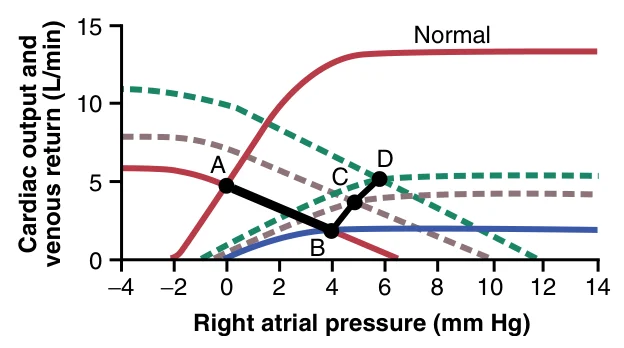 Cardiac output and
venous return (L/min)
15
10
5
0
Normal
A
B
C
D
–4 –2 0 2 4 6 8 10 12 14
Right atrial pressure (mm Hg)